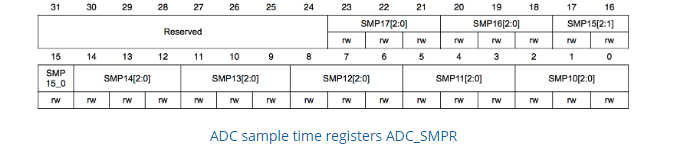 31 30 29 28 27 26 25 24 23 22 21 20 19 18 17 16
Reserved SMP17[2:0] SMP16[2:0] SMP15[2:1]
rw rw rw rw rw rw rw rw
15 14 13 12 11 10 9 8 7 6 5 4 3 2 1 0
SMP
15_0 SMP14[2:0] SMP13[2:0] SMP12[2:0] SMP11[2:0] SMP10[2:0]
rw rw rw rw rw rw rw rw rw rw rw rw rw rw rw rw
ADC sample time registers ADC_SMPR